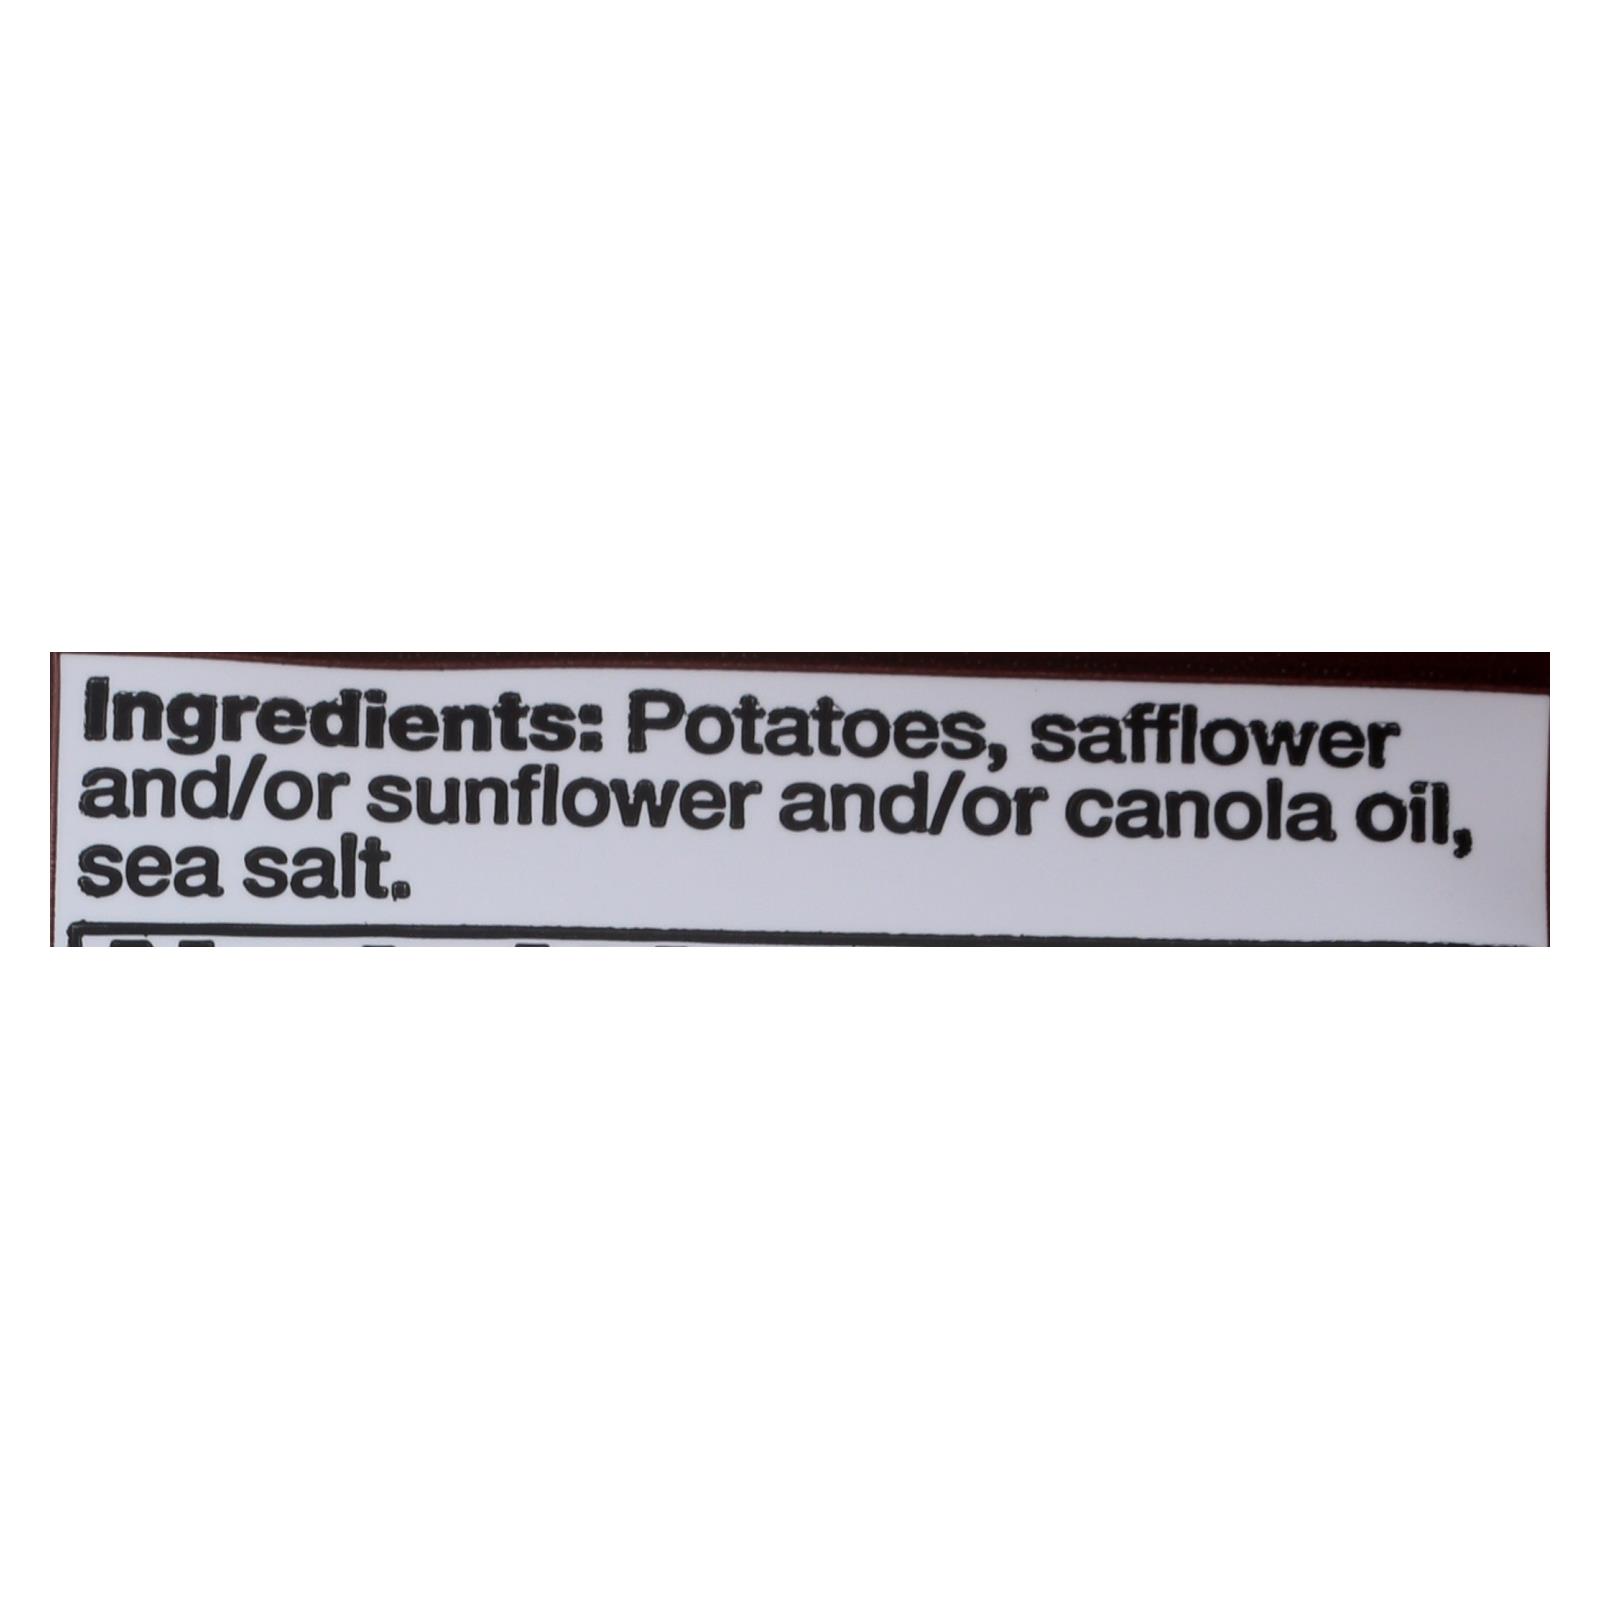 Ingredients: Potatoes, safflower
and/or sunflower and/or canola oil,
sea salt.